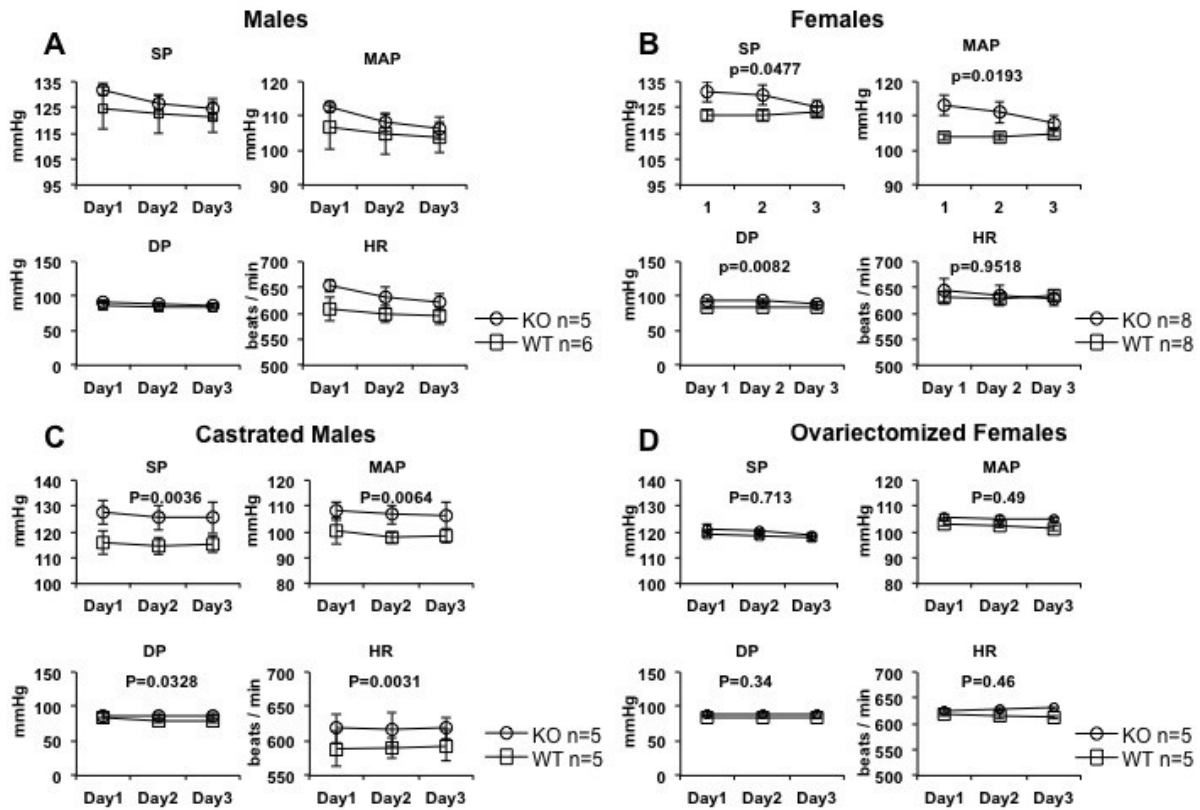 Males
A
SP
MAP
mmHg
135
125
115
105
95
Day1 Day2 Day3
mmHg
120
110
100
90
Day1 Day2 Day3
DP
HR
mmHg
150
100
50
0
Day1 Day2 Day3
beats / min
700
650
600
550
500
Day1 Day2 Day3
KO n=5
WT n=6
Females
B
SP
p=0.0477
MAP
p=0.0193
mmHg
135
125
115
105
95
1 2 3
mmHg
120
110
100
90
1 2 3
DP
p=0.0082
HR
p=0.9518
mmHg
150
100
50
0
Day 1 Day 2 Day 3
beats / min
700
650
600
550
500
Day 1 Day 2 Day 3
KO n=8
WT n=8
C
Castrated Males
SP
P=0.0036
MAP
P=0.0064
mmHg
140
130
120
110
100
Day1 Day2 Day3
mmHg
120
110
100
90
80
Day1 Day2 Day3
DP
P=0.0328
HR
P=0.0031
mmHg
150
100
50
0
Day1 Day2 Day3
beats / min
700
650
600
550
Day1 Day2 Day3
KO n=5
WT n=5
D
Ovariectomized Females
SP
P=0.713
MAP
P=0.49
mmHg
140
130
120
110
100
Day1 Day2 Day3
mmHg
120
110
100
90
80
Day1 Day2 Day3
DP
P=0.34
HR
P=0.46
mmHg
150
100
50
0
Day1 Day2 Day3
beats / min
700
650
600
550
500
Day1 Day2 Day3
KO n=5
WT n=5